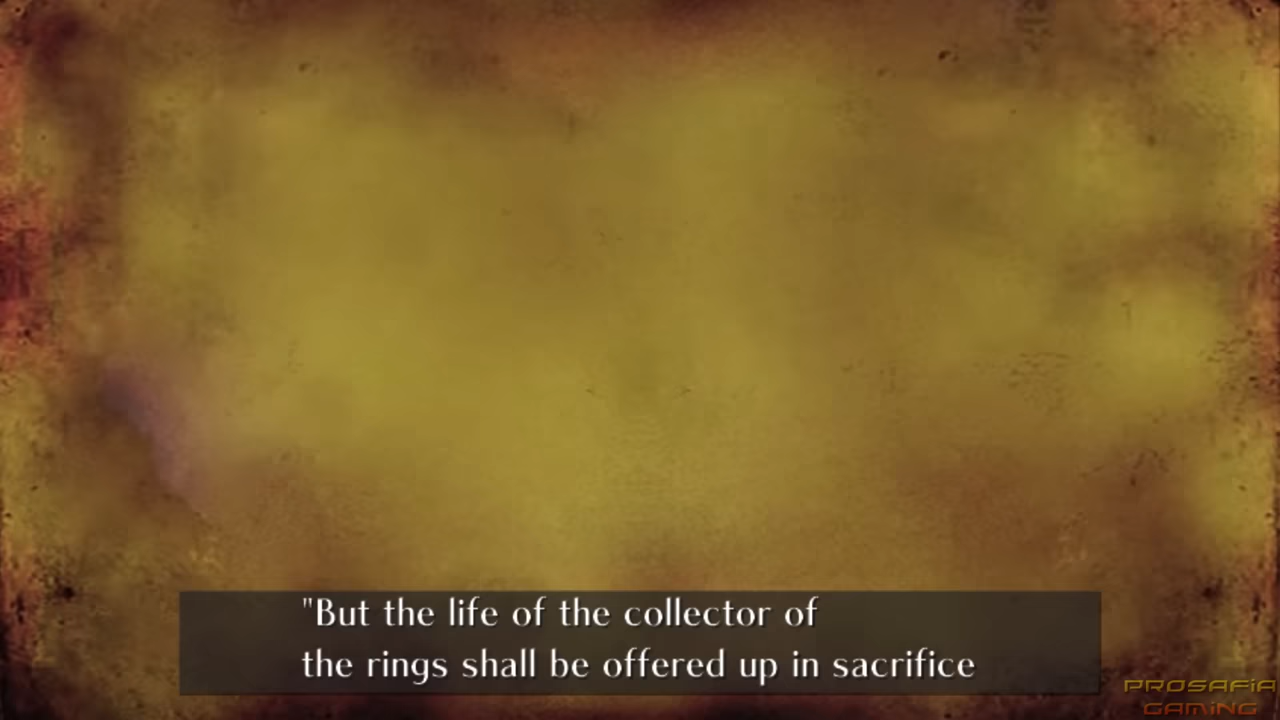 "But the life of the collector of
the rings shall be offered up in sacrifice
PROSAFIA
GAMING